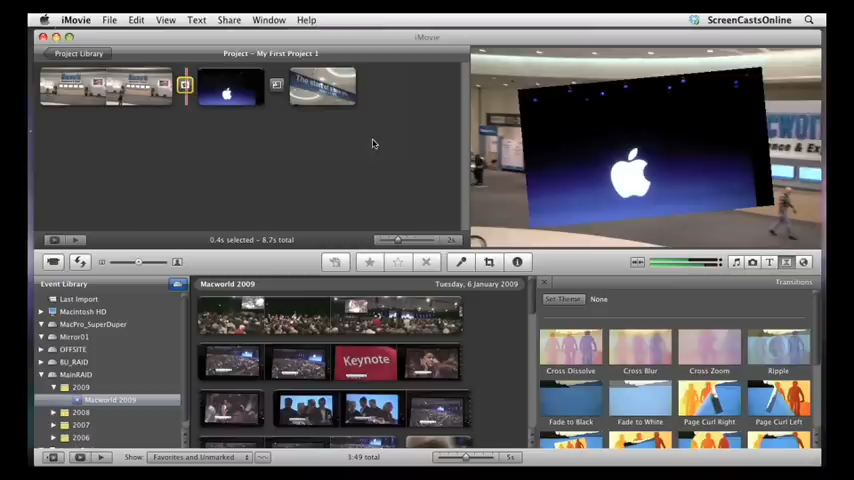 iMovie File Edit View Text Share Window Help ScreenCastsOnline
iMovie
Project Library Project - My First Project 1
The start of
0.4s selected - 8.7s total 2s
Event Library Macworld 2009 Tuesday, 6 January 2009 Transitions
Last Import
Macintosh HD
MacPro_SuperDuper
Mirror01
OFFSITE
BU_RAID
MainRAID
2009
Macworld 2009
2008
2007
2006
Keynote
Set Theme None
Cross Dissolve Cross Blur Cross Zoom Ripple
Fade to Black Fade to White Page Curl Right Page Curl Left
Show: Favorites and Unmarked 3:49 total 5s